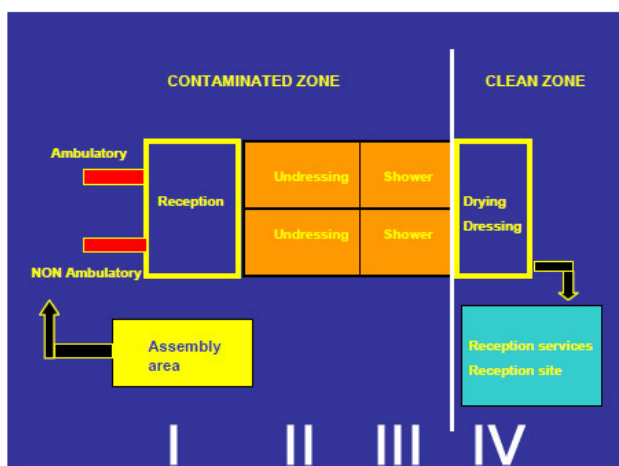 CONTAMINATED ZONE
CLEAN ZONE
Ambulatory
NON Ambulatory
Reception
Undressing
Shower
Undressing
Shower
Drying
Dressing
Assembly
area
Reception services
Reception site
I
II
III
IV